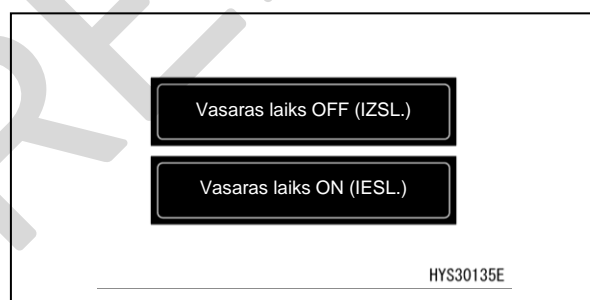 Vasaras laiks OFF (IZSL.)
Vasaras laiks ON (IESL.)
HYS30135E